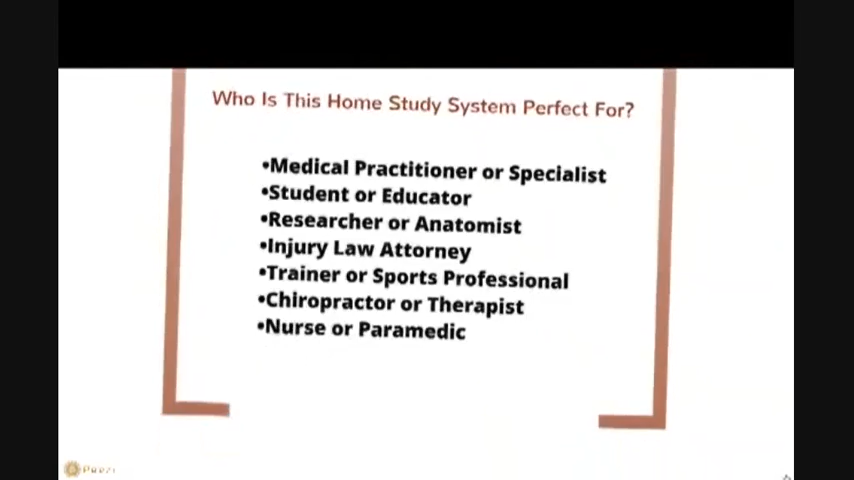 Who Is This Home Study System Perfect For?
•Medical Practitioner or Specialist
•Student or Educator
•Researcher or Anatomist
•Injury Law Attorney
•Trainer or Sports Professional
•Chiropractor or Therapist
•Nurse or Paramedic
Prezi